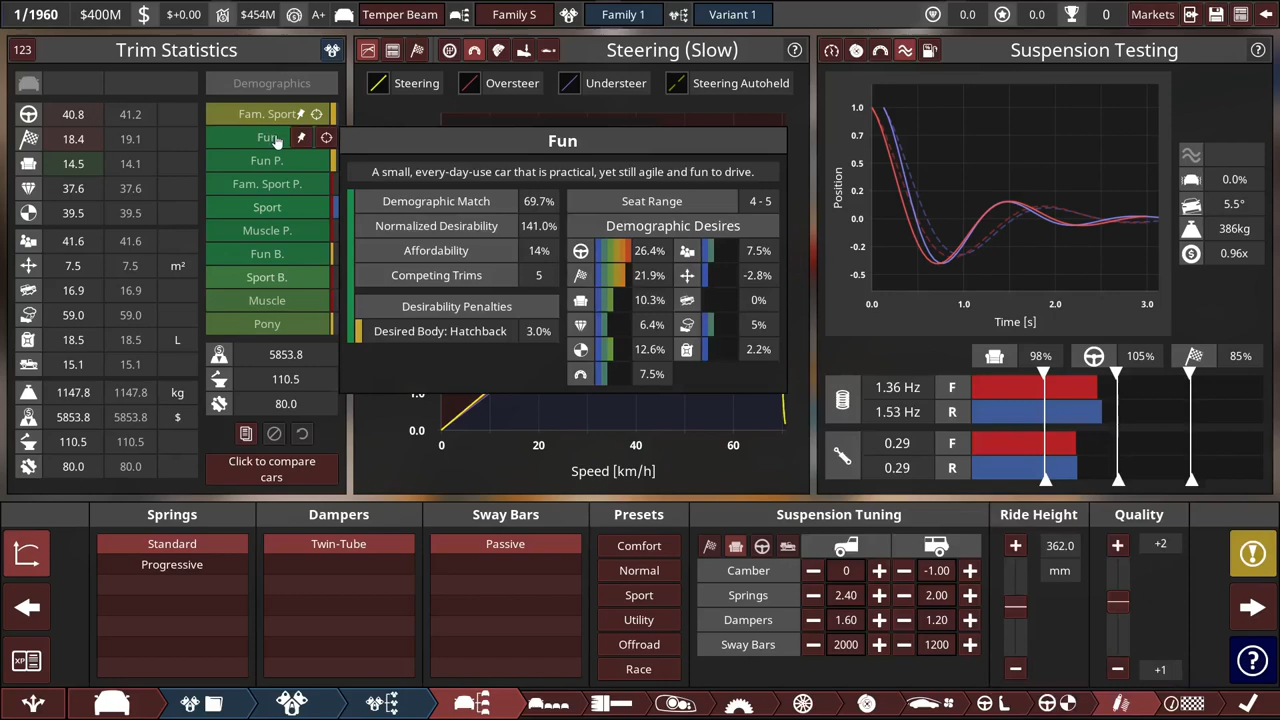 1/1960 $400M $ $+0.00 $454M A+ Temper Beam Family S Family 1 Variant 1 0.0 0.0 0 Markets
123 Trim Statistics
Demographics
40.8 41.2
18.4 19.1
14.5 14.1
37.6 37.6
39.5 39.5
41.6 41.6
7.5 7.5 m²
16.9 16.9
59.0 59.0
18.5 18.5 L
15.1 15.1
1147.8 1147.8 kg
5853.8 5853.8 $
110.5 110.5
80.0 80.0
Fam. Sport
Fun
Fun P.
Fam. Sport P.
Sport
Muscle P.
Fun B.
Sport B.
Muscle
Pony
5853.8
110.5
80.0
Click to compare
cars
Steering (Slow) ?
Steering Oversteer Understeer Steering Autoheld
Fun
A small, every-day-use car that is practical, yet still agile and fun to drive.
Demographic Match 69.7%
Normalized Desirability 141.0%
Affordability 14%
Competing Trims 5
Desirability Penalties
Desired Body: Hatchback 3.0%
Seat Range 4 - 5
Demographic Desires
26.4% 7.5%
21.9% -2.8%
10.3% 0%
6.4% 5%
12.6% 2.2%
7.5%
0.0
0 20 40 60
Speed [km/h]
Suspension Testing ?
1.0
0.7
0.5
0.2
0.0
-0.2
-0.5
0.0 1.0 2.0 3.0
Time [s]
0.0%
5.5°
386kg
0.96x
98% 105% 85%
1.36 Hz F
1.53 Hz R
0.29 F
0.29 R
Springs
Standard
Progressive
Dampers
Twin-Tube
Sway Bars
Passive
Presets
Comfort
Normal
Sport
Utility
Offroad
Race
Suspension Tuning
Camber − 0 + − -1.00 +
Springs − 2.40 + − 2.00 +
Dampers − 1.60 + − 1.20 +
Sway Bars − 2000 + − 1200 +
Ride Height
+ 362.0
mm
−
Quality
+ +2
− +1
XP
?